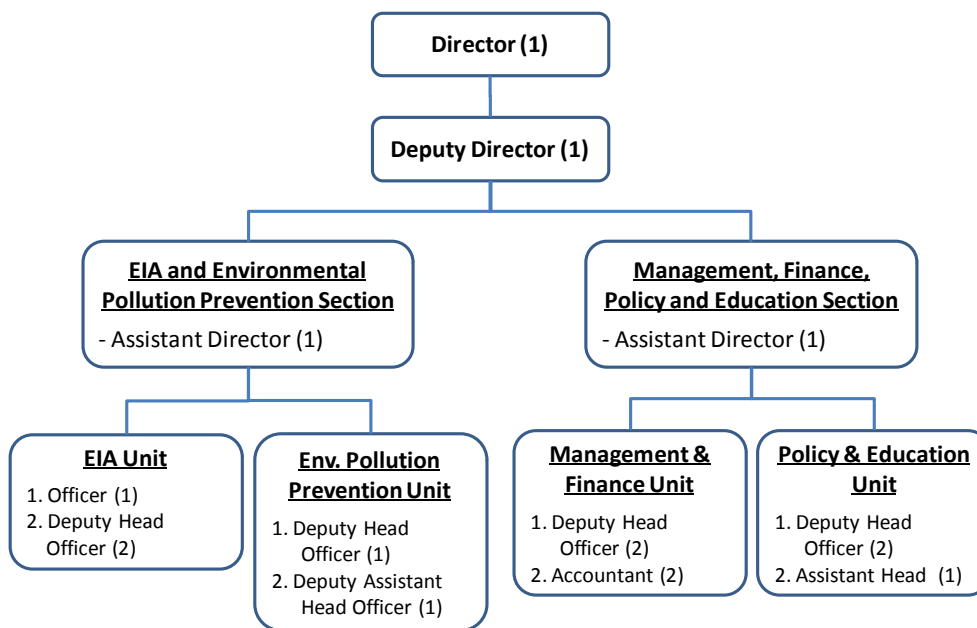 Director (1)
Deputy Director (1)
EIA and Environmental
Pollution Prevention Section
- Assistant Director (1)
Management, Finance,
Policy and Education Section
- Assistant Director (1)
EIA Unit
1. Officer (1)
2. Deputy Head
Officer (2)
Env. Pollution
Prevention Unit
1. Deputy Head
Officer (1)
2. Deputy Assistant
Head Officer (1)
Management &
Finance Unit
1. Deputy Head
Officer (2)
2. Accountant (2)
Policy & Education
Unit
1. Deputy Head
Officer (2)
2. Assistant Head (1)